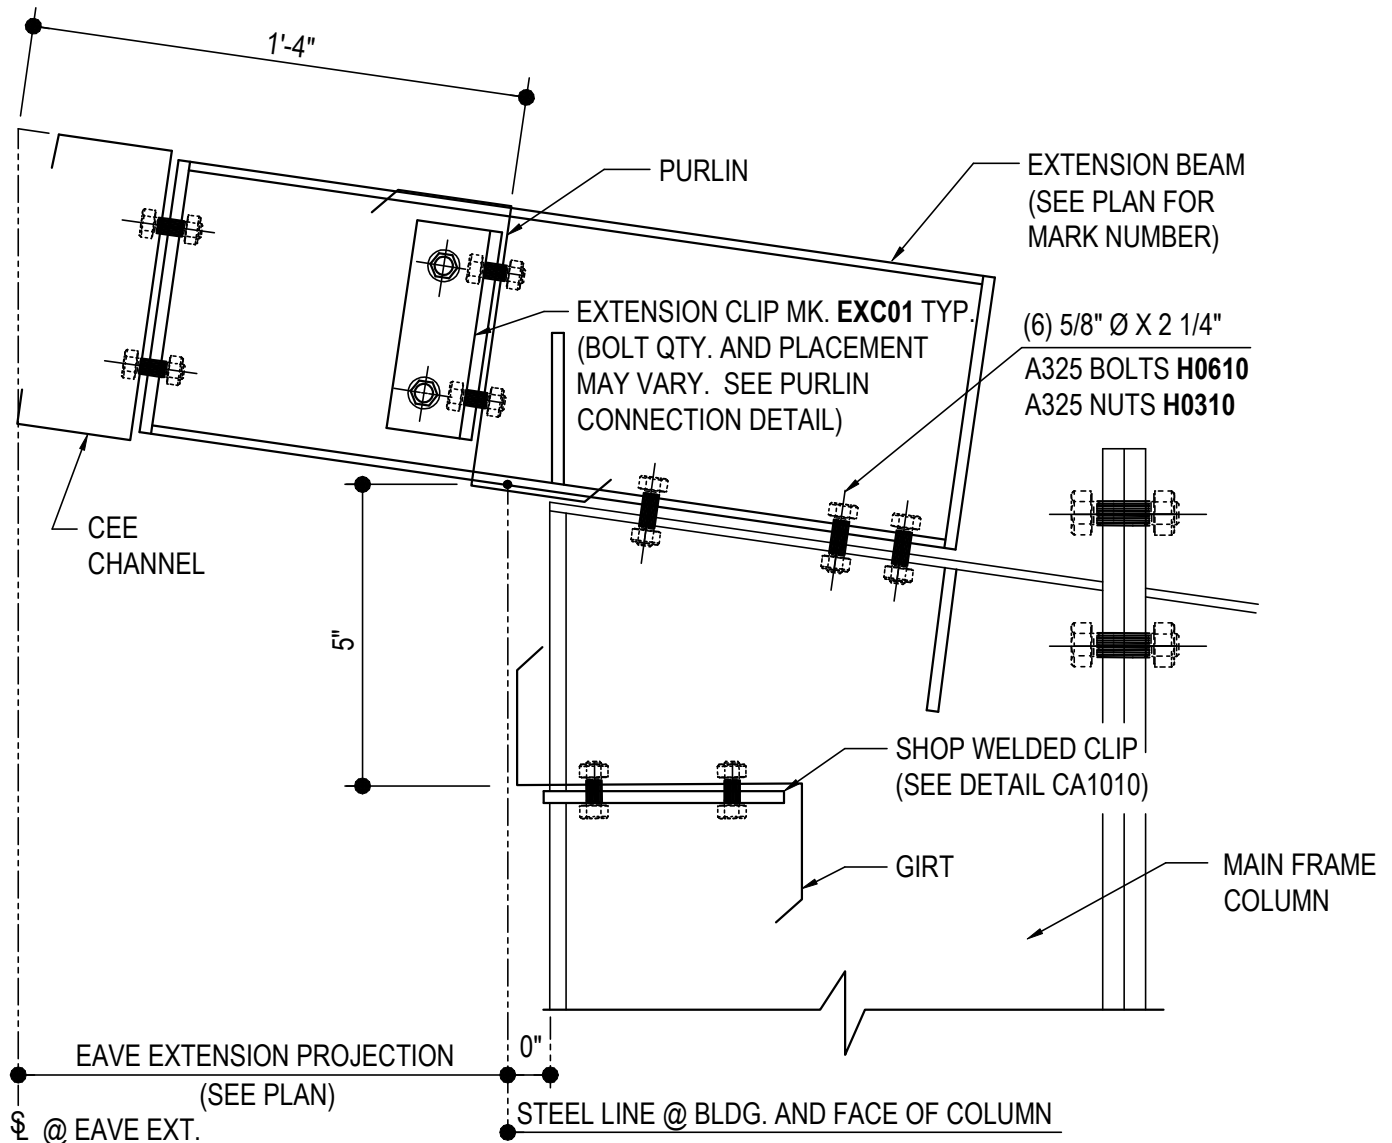 1'-4"
PURLIN
EXTENSION BEAM
(SEE PLAN FOR
MARK NUMBER)
EXTENSION CLIP MK. EXC01 TYP.
(BOLT QTY. AND PLACEMENT
MAY VARY. SEE PURLIN
CONNECTION DETAIL)
(6) 5/8" Ø X 2 1/4"
A325 BOLTS H0610
A325 NUTS H0310
CEE
CHANNEL
5"
SHOP WELDED CLIP
(SEE DETAIL CA1010)
GIRT
MAIN FRAME
COLUMN
EAVE EXTENSION PROJECTION
(SEE PLAN)
0"
STEEL LINE @ BLDG. AND FACE OF COLUMN
@ EAVE EXT.